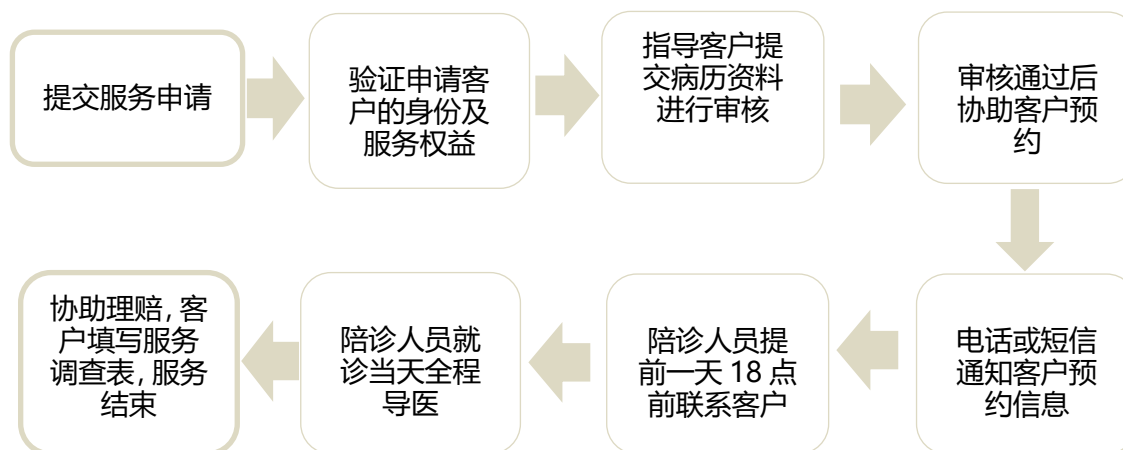 提交服务申请
验证申请客
户的身份及
服务权益
指导客户提
交病历资料
进行审核
审核通过后
协助客户预
约
电话或短信
通知客户预
约信息
陪诊人员提
前一天 18 点
前联系客户
陪诊人员就
诊当天全程
导医
协助理赔，客
户填写服务
调查表，服务
结束